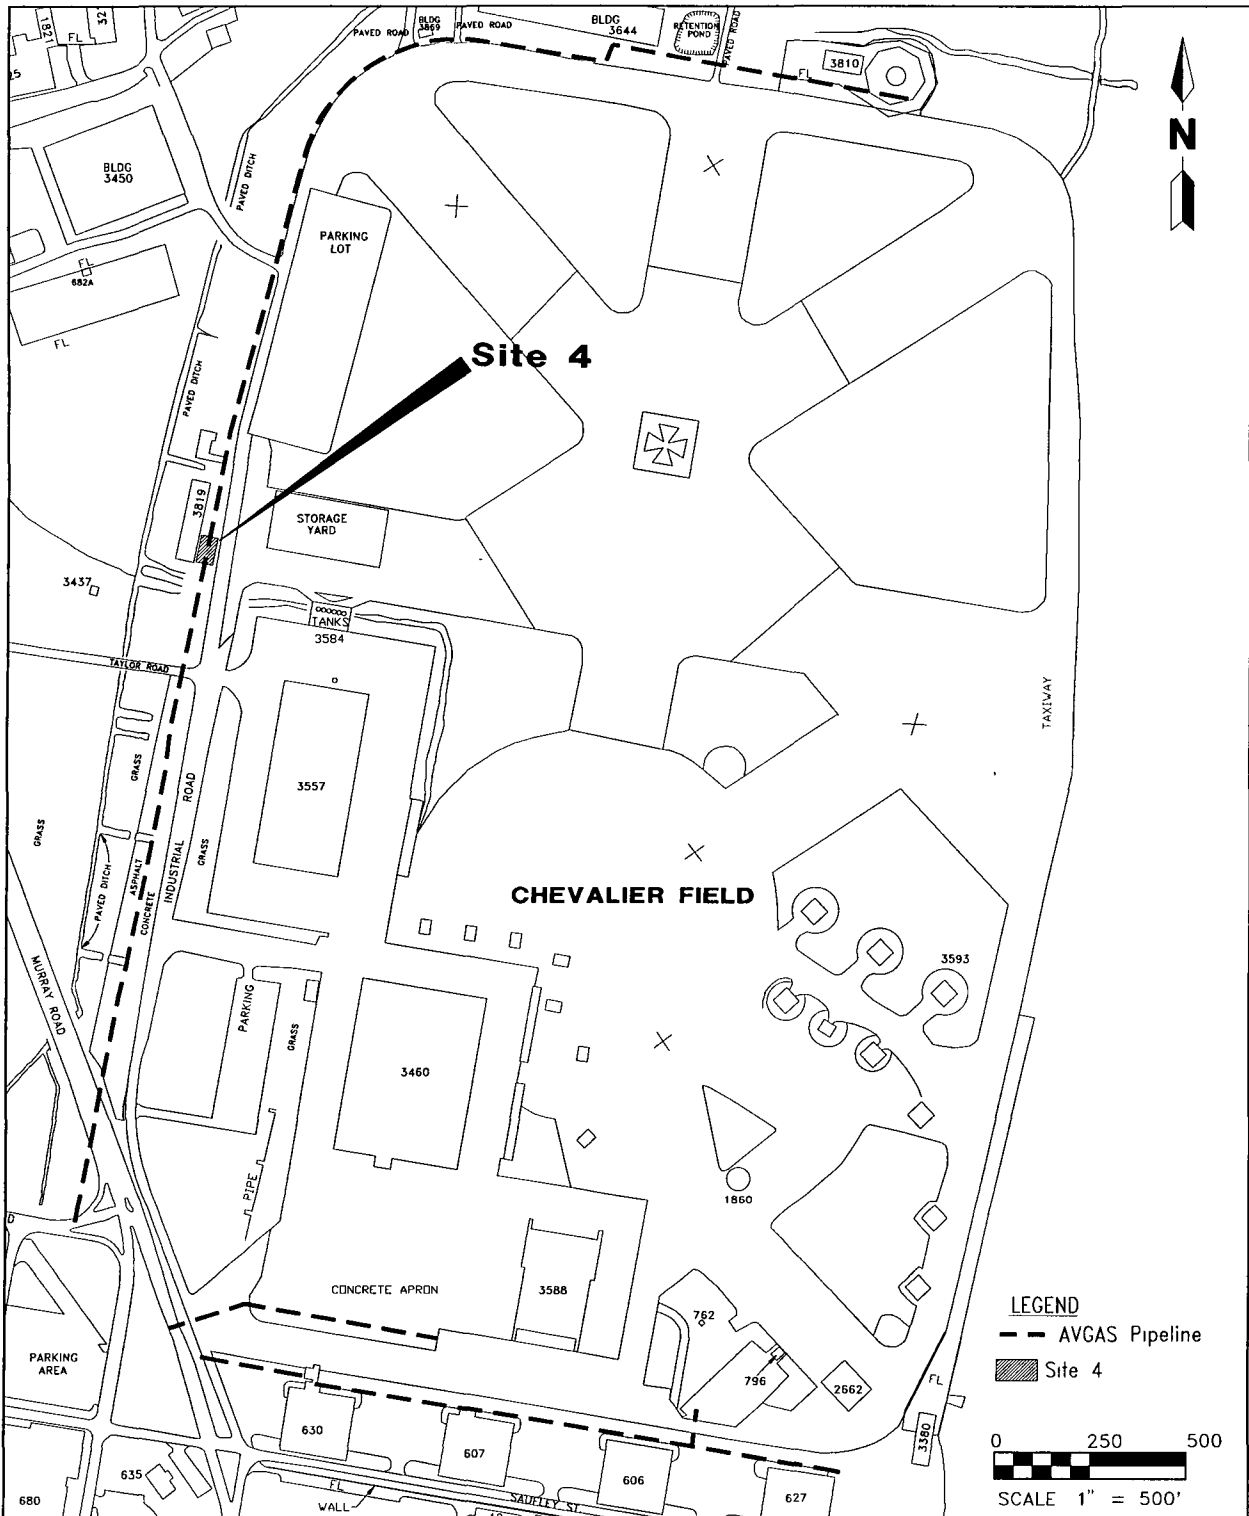 1821
32
FL
25
BLDG
3869
PAVED ROAD
PAVED ROAD
BLDG
3644
RETENTION
POND
PAVED ROAD
3810
FL
N
BLDG
3450
PAVED DITCH
PARKING
LOT
FL
682A
FL
PAVED DITCH
Site 4
3819
STORAGE
YARD
3437
TANKS
3584
TAYLOR ROAD
TAXIWAY
GRASS
3557
INDUSTRIAL ROAD
GRASS
GRASS
ASPHALT
CONCRETE
PAVED DITCH
CHEVALIER FIELD
MURRAY ROAD
3593
PARKING
GRASS
3460
PIPE
1860
D
CONCRETE APRON
3588
762
796
2662
PARKING
AREA
FL
3380
LEGEND
AVGAS Pipeline
Site 4
0 250 500
SCALE 1" = 500'
630
607
606
627
635
680
FL
WALL
SAUFLEY ST